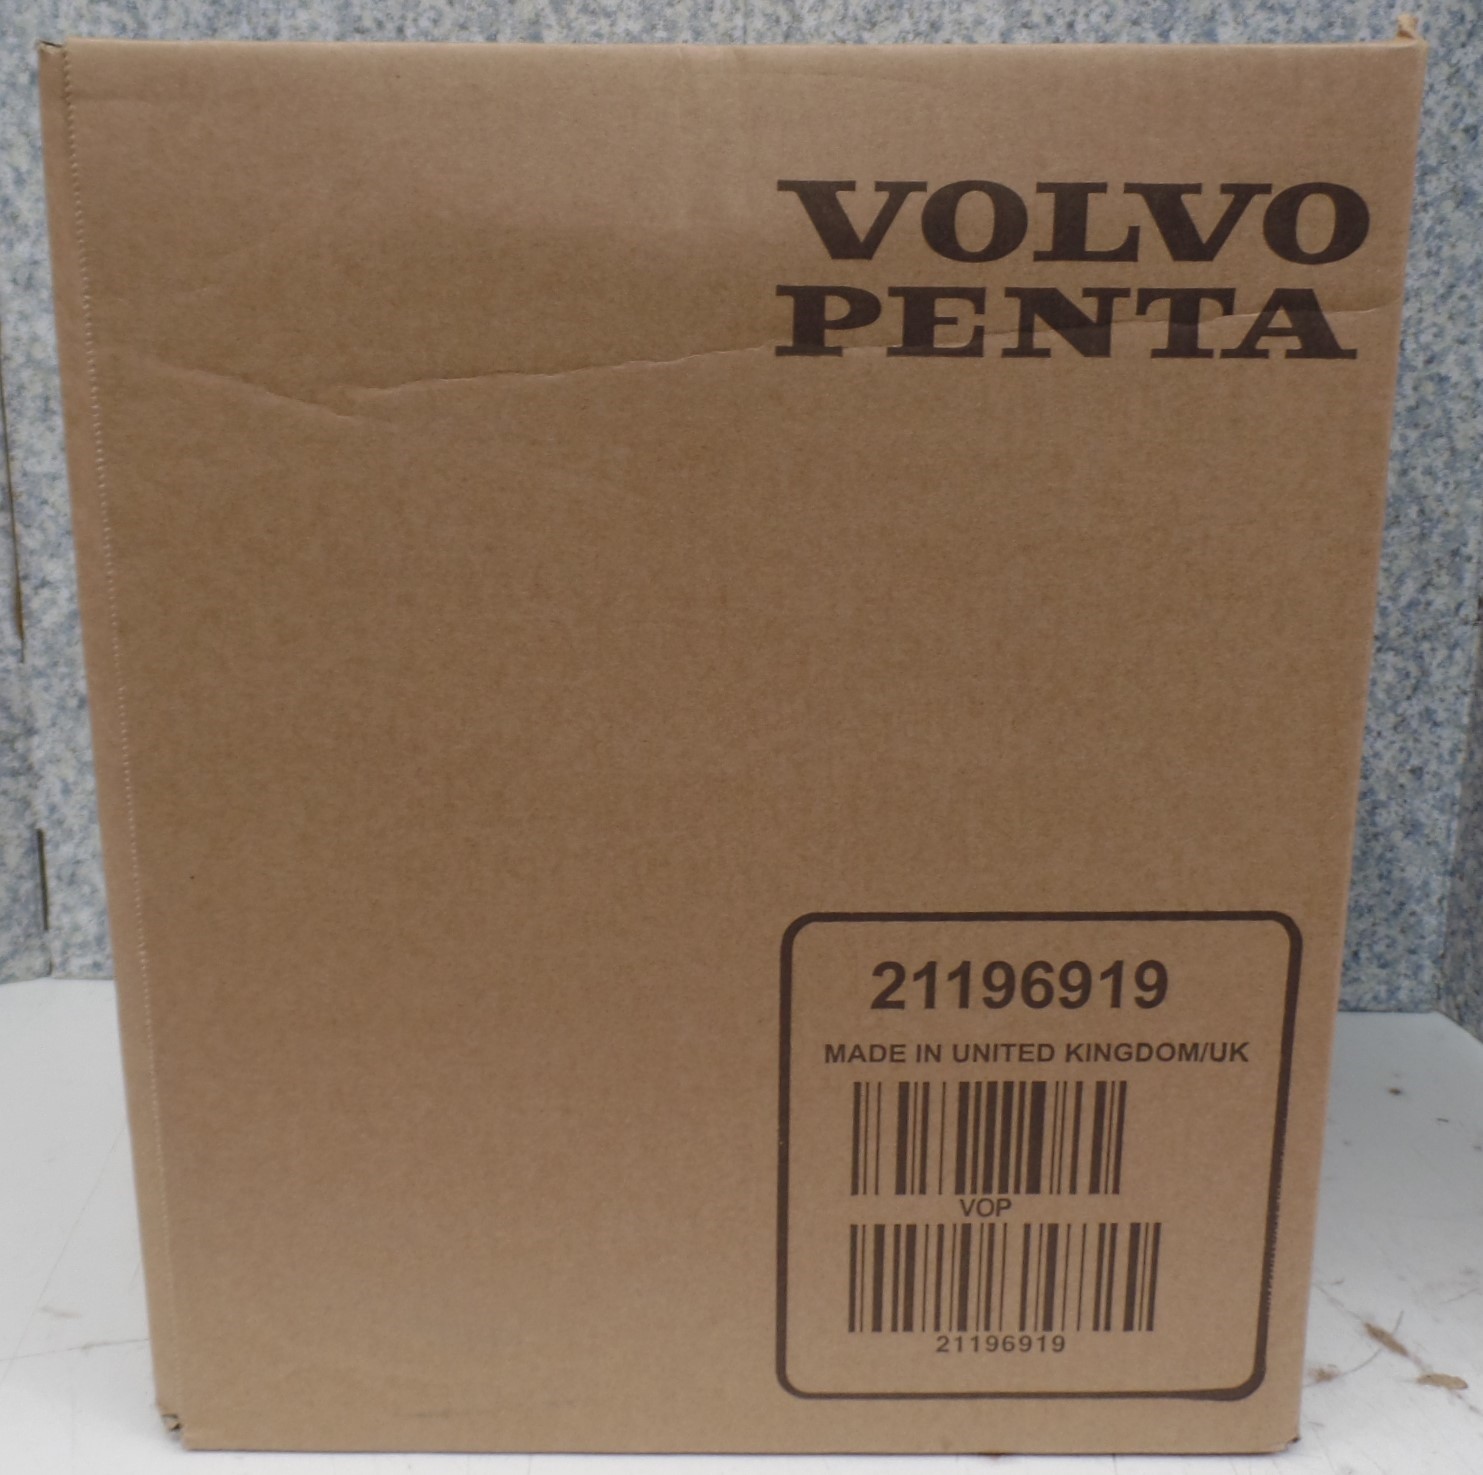 VOLVO
PENTA
21196919
MADE IN UNITED KINGDOM/UK
VOP
21196919